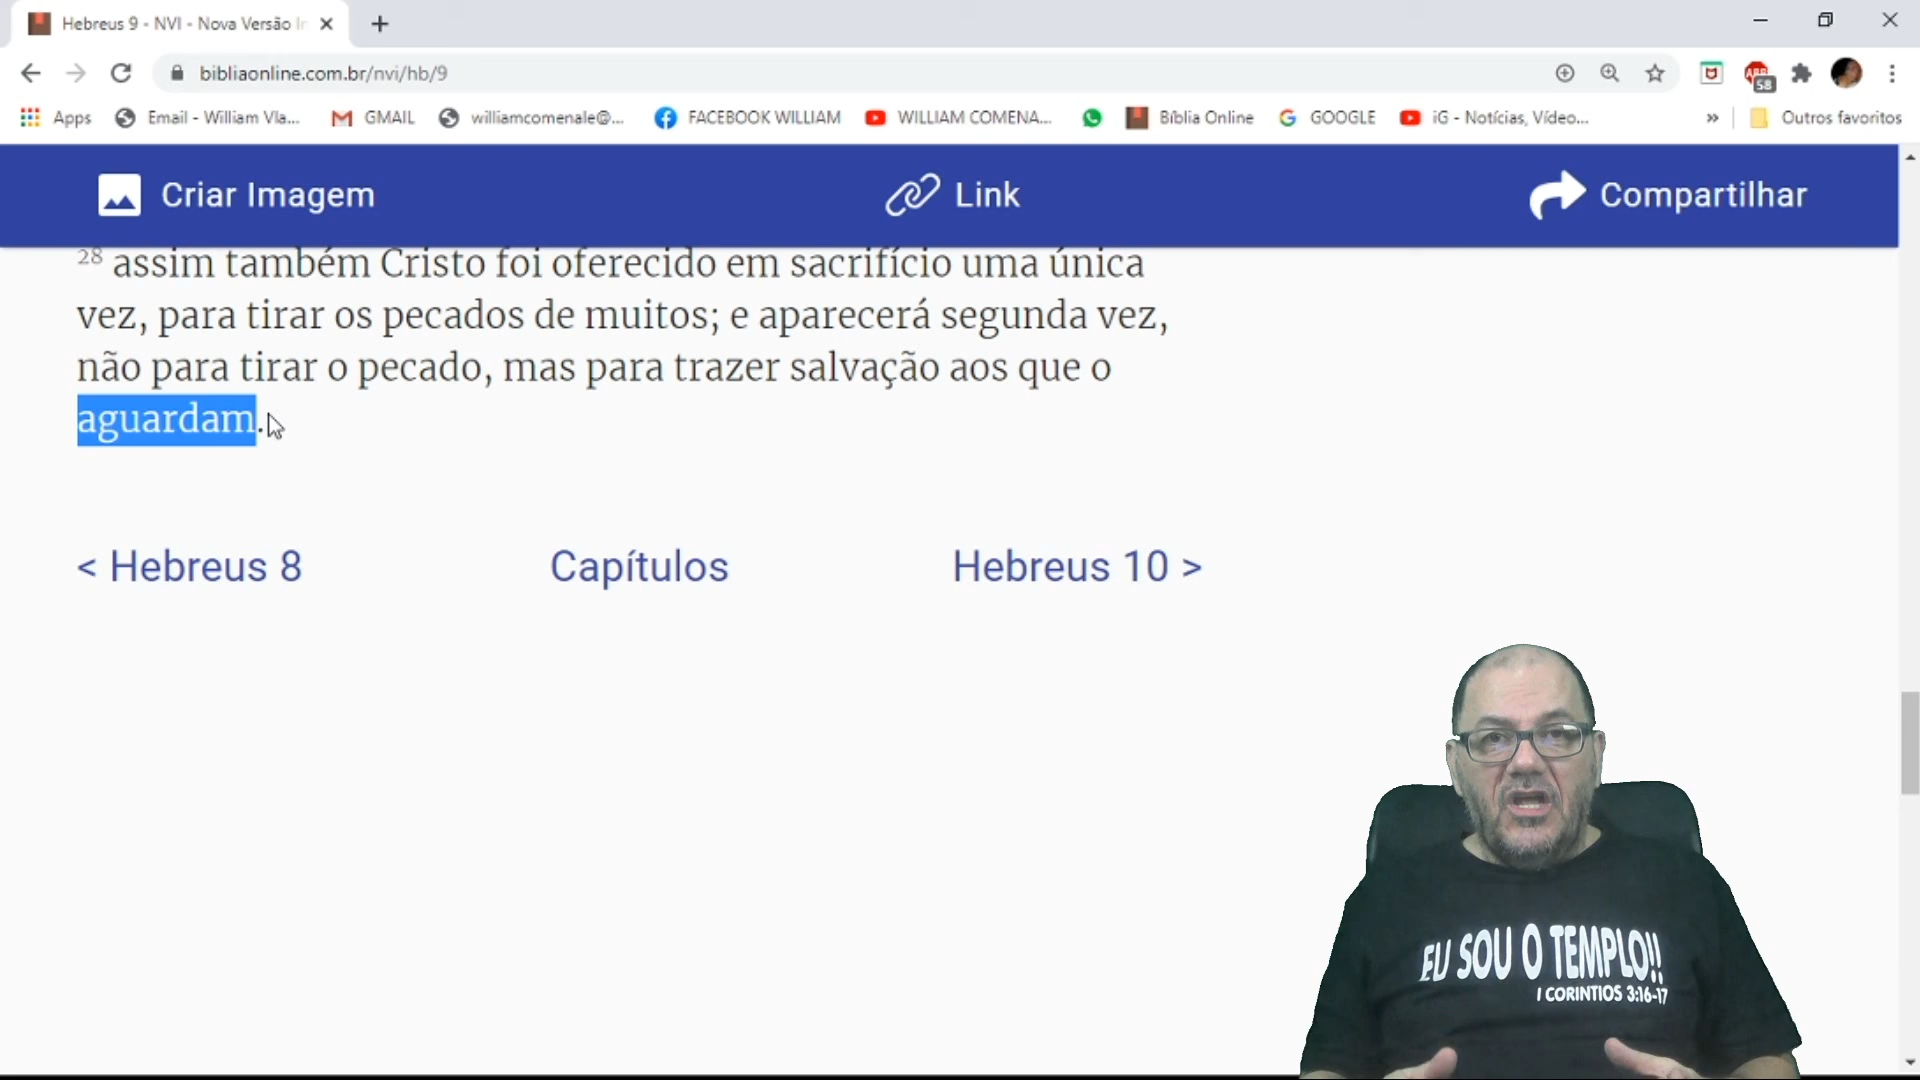 Hebreus 9 - NVI - Nova Versão In
bibliaonline.com.br/nvi/hb/9
58
Apps
Email - William Vla...
GMAIL
williamcomenale@...
FACEBOOK WILLIAM
WILLIAM COMENA...
Bíblia Online
GOOGLE
iG - Notícias, Vídeo...
»
Outros favoritos
Criar Imagem
Link
Compartilhar
28 assim também Cristo foi oferecido em sacrifício uma única
vez, para tirar os pecados de muitos; e aparecerá segunda vez,
não para tirar o pecado, mas para trazer salvação aos que o
aguardam.
< Hebreus 8
Capítulos
Hebreus 10 >
EU SOU O TEMPLO!!
I CORINTIOS 3:16-17